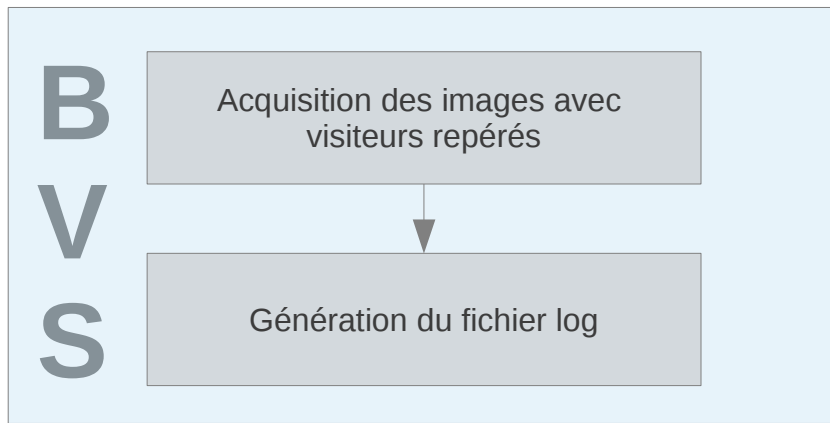 B
V
S
Acquisition des images avec
visiteurs repérés
Génération du fichier log